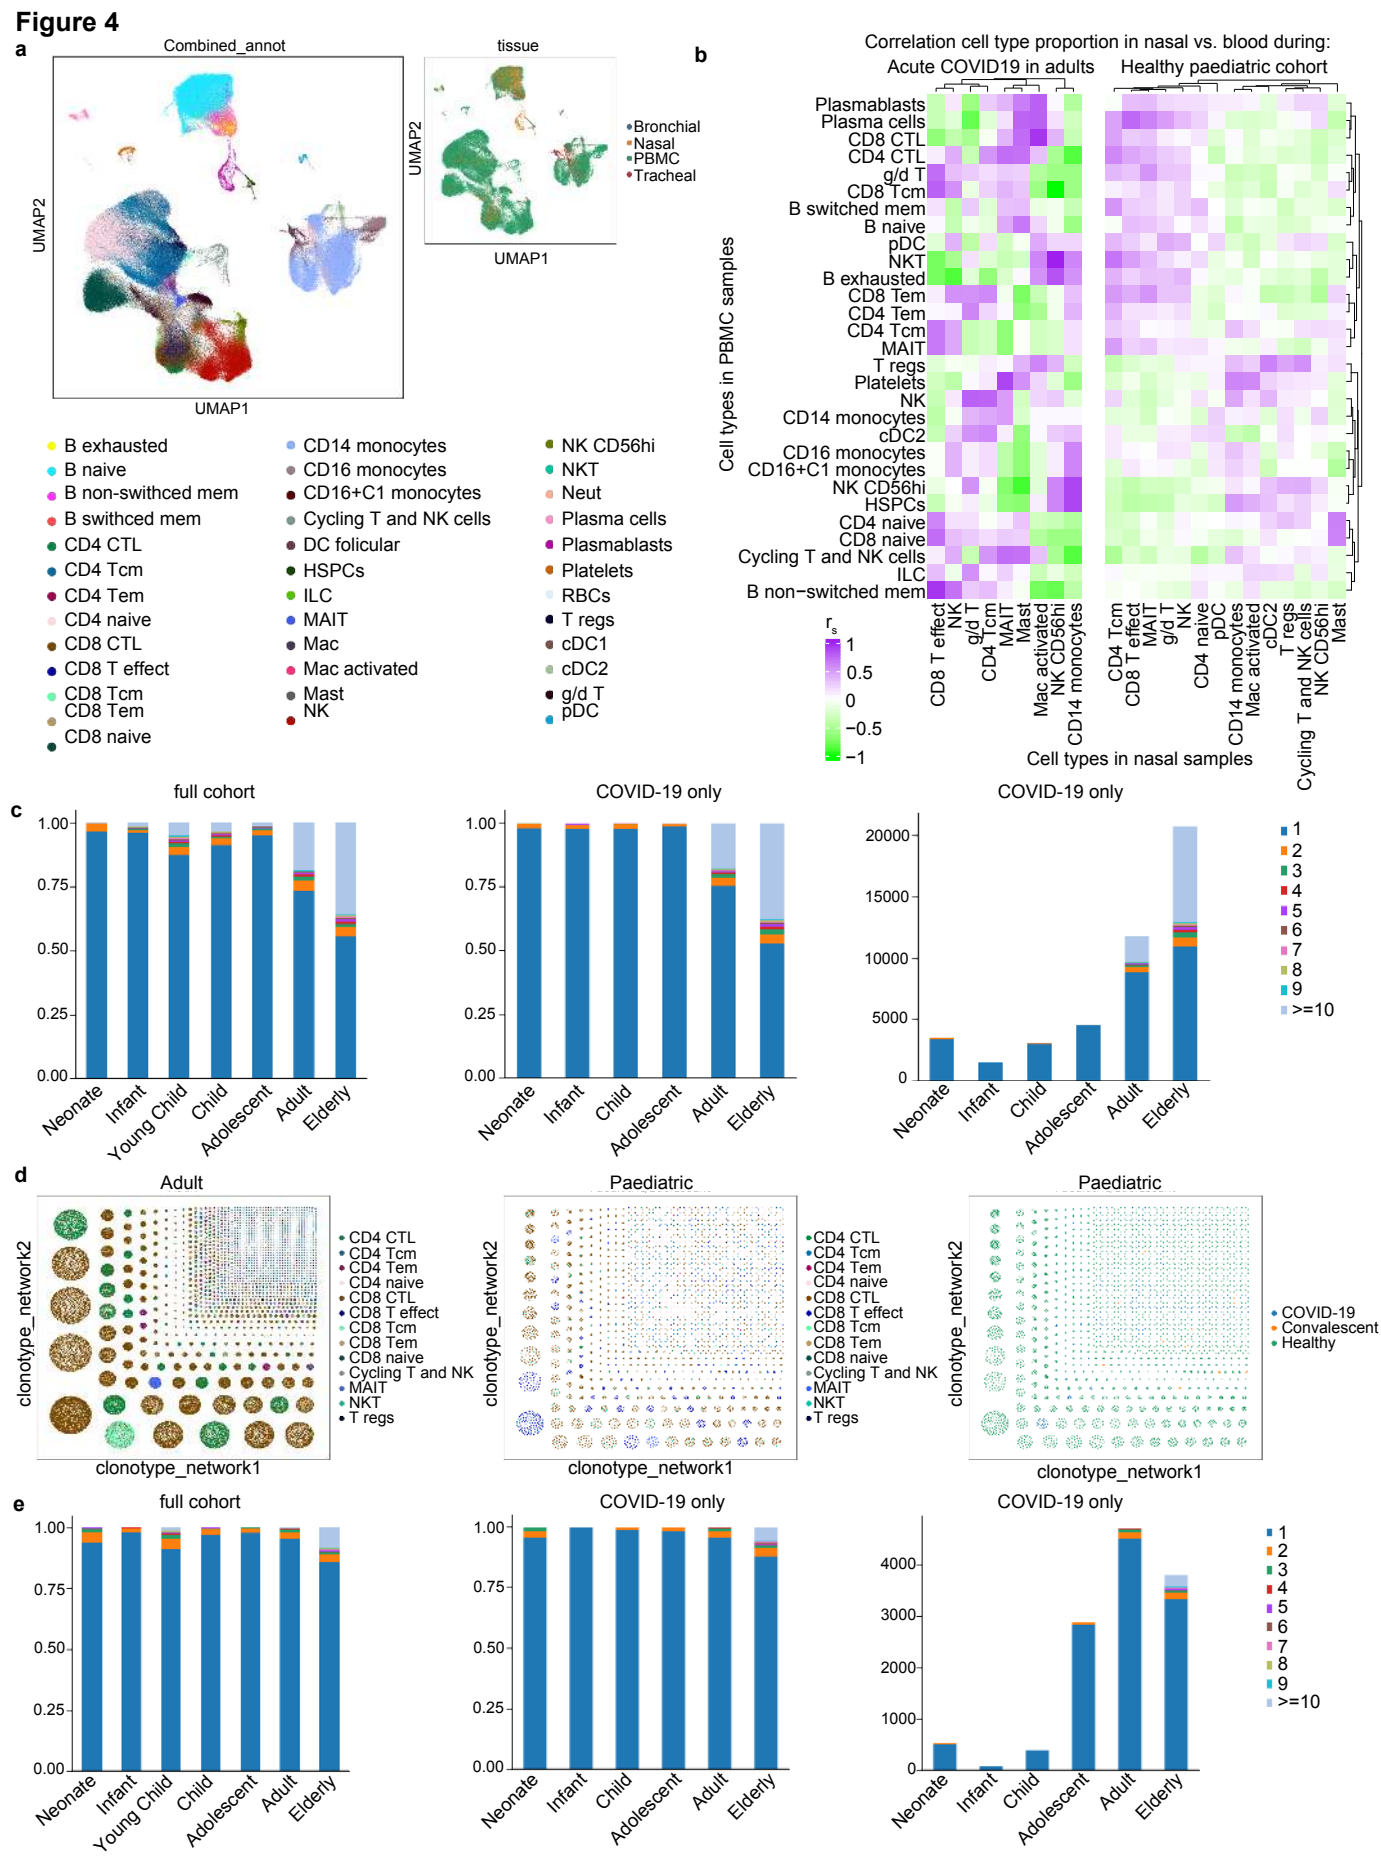 Figure 4
a
Combined_annot
UMAP2
UMAP1
tissue
UMAP2
UMAP1
Bronchial
Nasal
PBMC
Tracheal
B exhausted
B naive
B non-swithced mem
B swithced mem
CD4 CTL
CD4 Tcm
CD4 Tem
CD4 naive
CD8 CTL
CD8 T effect
CD8 Tcm
CD8 Tem
CD8 naive
CD14 monocytes
CD16 monocytes
CD16+C1 monocytes
Cycling T and NK cells
DC folicular
HSPCs
ILC
MAIT
Mac
Mac activated
Mast
NK
NK CD56hi
NKT
Neut
Plasma cells
Plasmablasts
Platelets
RBCs
T regs
cDC1
cDC2
g/d T
pDC
b
Correlation cell type proportion in nasal vs. blood during:
Acute COVID19 in adults
Healthy paediatric cohort
Cell types in PBMC samples
Plasmablasts
Plasma cells
CD8 CTL
CD4 CTL
g/d T
CD8 Tcm
B switched mem
B naive
pDC
NKT
B exhausted
CD8 Tem
CD4 Tem
CD4 Tcm
MAIT
T regs
Platelets
NK
CD14 monocytes
cDC2
CD16 monocytes
CD16+C1 monocytes
NK CD56hi
HSPCs
CD4 naive
CD8 naive
Cycling T and NK cells
ILC
B non−switched mem
CD8 T effect
NK
g/d T
CD4 Tcm
MAIT
Mast
Mac activated
NK CD56hi
CD14 monocytes
CD4 Tcm
CD8 T effect
MAIT
g/d T
NK
CD4 naive
pDC
CD14 monocytes
Mac activated
cDC2
T regs
Cycling T and NK cells
NK CD56hi
Mast
Cell types in nasal samples
rs
1
0.5
0
−0.5
−1
c
full cohort
1.00
0.75
0.50
0.25
0.00
Neonate
Infant
Young Child
Child
Adolescent
Adult
Elderly
COVID-19 only
1.00
0.75
0.50
0.25
0.00
Neonate
Infant
Child
Adolescent
Adult
Elderly
COVID-19 only
20000
15000
10000
5000
0
Neonate
Infant
Child
Adolescent
Adult
Elderly
1
2
3
4
5
6
7
8
9
>=10
d
Adult
clonotype_network2
clonotype_network1
CD4 CTL
CD4 Tcm
CD4 Tem
CD4 naive
CD8 CTL
CD8 T effect
CD8 Tcm
CD8 Tem
CD8 naive
Cycling T and NK
MAIT
NKT
T regs
Paediatric
clonotype_network2
clonotype_network1
CD4 CTL
CD4 Tcm
CD4 Tem
CD4 naive
CD8 CTL
CD8 T effect
CD8 Tcm
CD8 Tem
CD8 naive
Cycling T and NK
MAIT
NKT
T regs
Paediatric
clonotype_network2
clonotype_network1
COVID-19
Convalescent
Healthy
e
full cohort
1.00
0.75
0.50
0.25
0.00
Neonate
Infant
Young Child
Child
Adolescent
Adult
Elderly
COVID-19 only
1.00
0.75
0.50
0.25
0.00
Neonate
Infant
Child
Adolescent
Adult
Elderly
COVID-19 only
4000
3000
2000
1000
0
Neonate
Infant
Child
Adolescent
Adult
Elderly
1
2
3
4
5
6
7
8
9
>=10